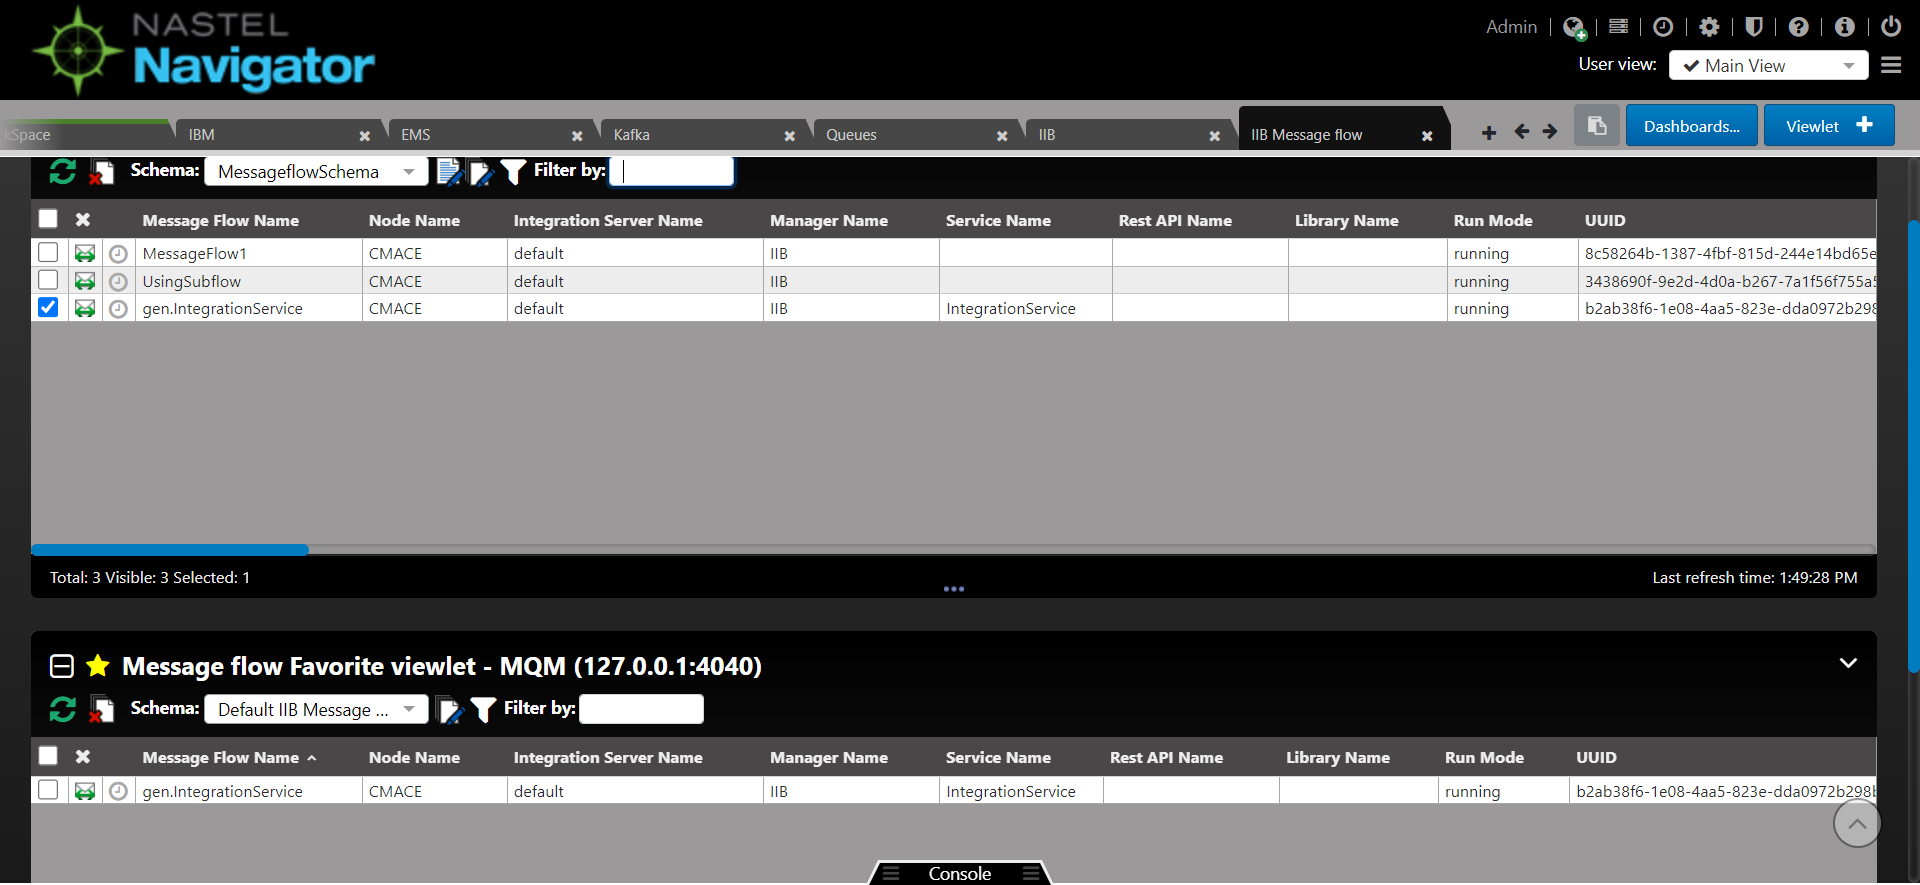 NASTEL
Navigator
Admin
User view: Main View
kSpace IBM EMS Kafka Queues IIB IIB Message flow Dashboards... Viewlet
Schema: MessageflowSchema Filter by:
Message Flow Name Node Name Integration Server Name Manager Name Service Name Rest API Name Library Name Run Mode UUID
MessageFlow1 CMACE default IIB running 8c58264b-1387-4fbf-815d-244e14bd65e
UsingSubflow CMACE default IIB running 3438690f-9e2d-4d0a-b267-7a1f56f755a5
gen.IntegrationService CMACE default IIB IntegrationService running b2ab38f6-1e08-4aa5-823e-dda0972b298
Total: 3 Visible: 3 Selected: 1 Last refresh time: 1:49:28 PM
Message flow Favorite viewlet - MQM (127.0.0.1:4040)
Schema: Default IIB Message ... Filter by:
Message Flow Name Node Name Integration Server Name Manager Name Service Name Rest API Name Library Name Run Mode UUID
gen.IntegrationService CMACE default IIB IntegrationService running b2ab38f6-1e08-4aa5-823e-dda0972b298b
Console